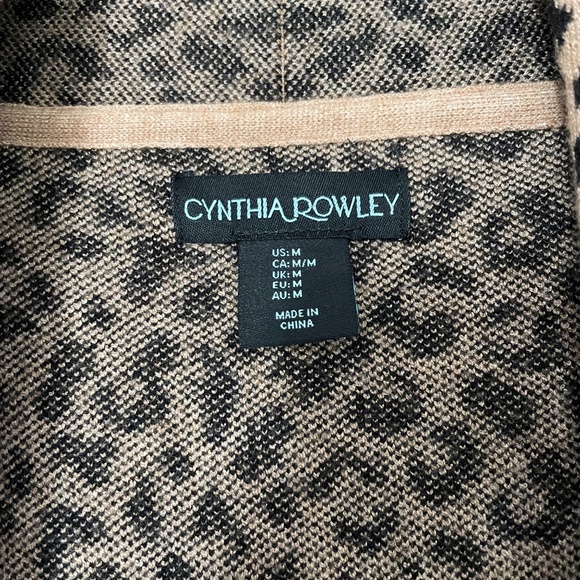 CYNTHIA ROWLEY
US: M
CA: M/M
UK: M
EU: M
AU: M
MADE IN
CHINA